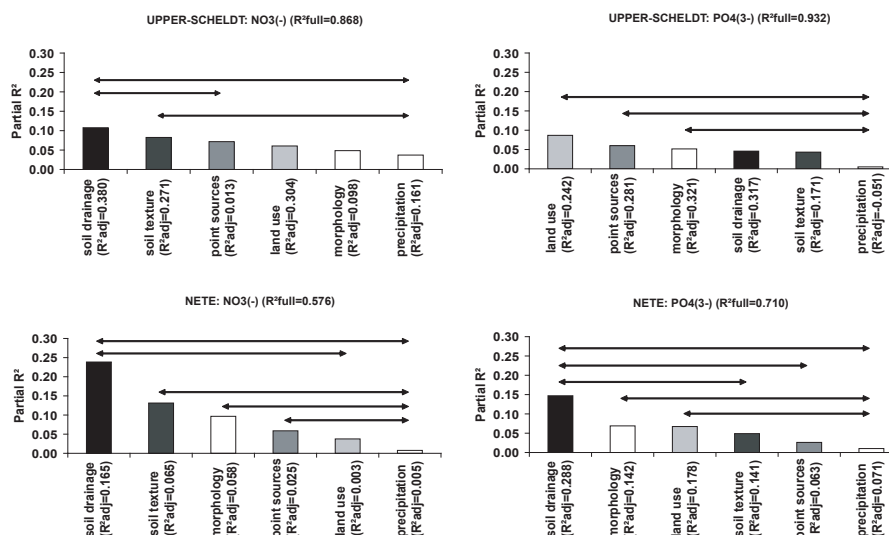 UPPER-SCHELDT: NO3(-) (R²full=0.868)
Partial R²
0.30
0.25
0.20
0.15
0.10
0.05
0.00
soil drainage
(R²adj=0.380)
soil texture
(R²adj=0.271)
point sources
(R²adj=0.013)
land use
(R²adj=0.304)
morphology
(R²adj=0.098)
precipitation
(R²adj=0.161)
UPPER-SCHELDT: PO4(3-) (R²full=0.932)
Partial R²
0.30
0.25
0.20
0.15
0.10
0.05
0.00
land use
(R²adj=0.242)
point sources
(R²adj=0.281)
morphology
(R²adj=0.321)
soil drainage
(R²adj=0.317)
soil texture
(R²adj=0.171)
precipitation
(R²adj=-0.051)
NETE: NO3(-) (R²full=0.576)
Partial R²
0.30
0.25
0.20
0.15
0.10
0.05
0.00
soil drainage
(R²adj=0.165)
soil texture
(R²adj=0.065)
morphology
(R²adj=0.058)
point sources
(R²adj=0.025)
land use
(R²adj=0.003)
precipitation
(R²adj=0.005)
NETE: PO4(3-) (R²full=0.710)
Partial R²
0.30
0.25
0.20
0.15
0.10
0.05
0.00
soil drainage
(R²adj=0.288)
morphology
(R²adj=0.142)
land use
(R²adj=0.178)
soil texture
(R²adj=0.141)
point sources
(R²adj=0.063)
precipitation
(R²adj=0.071)